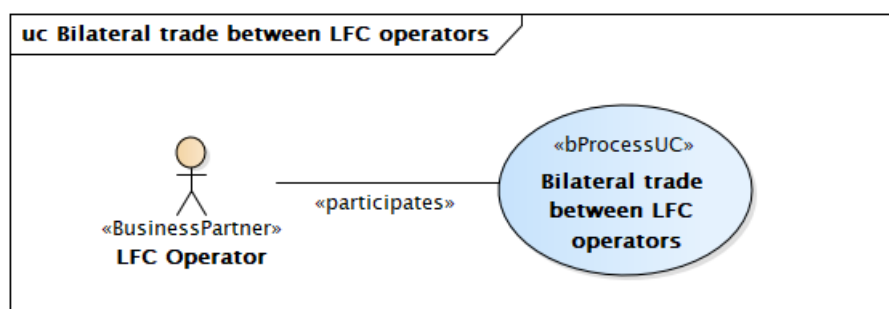 uc Bilateral trade between LFC operators
«bProcessUC»
Bilateral trade
between LFC
operators
«participates»
«BusinessPartner»
LFC Operator